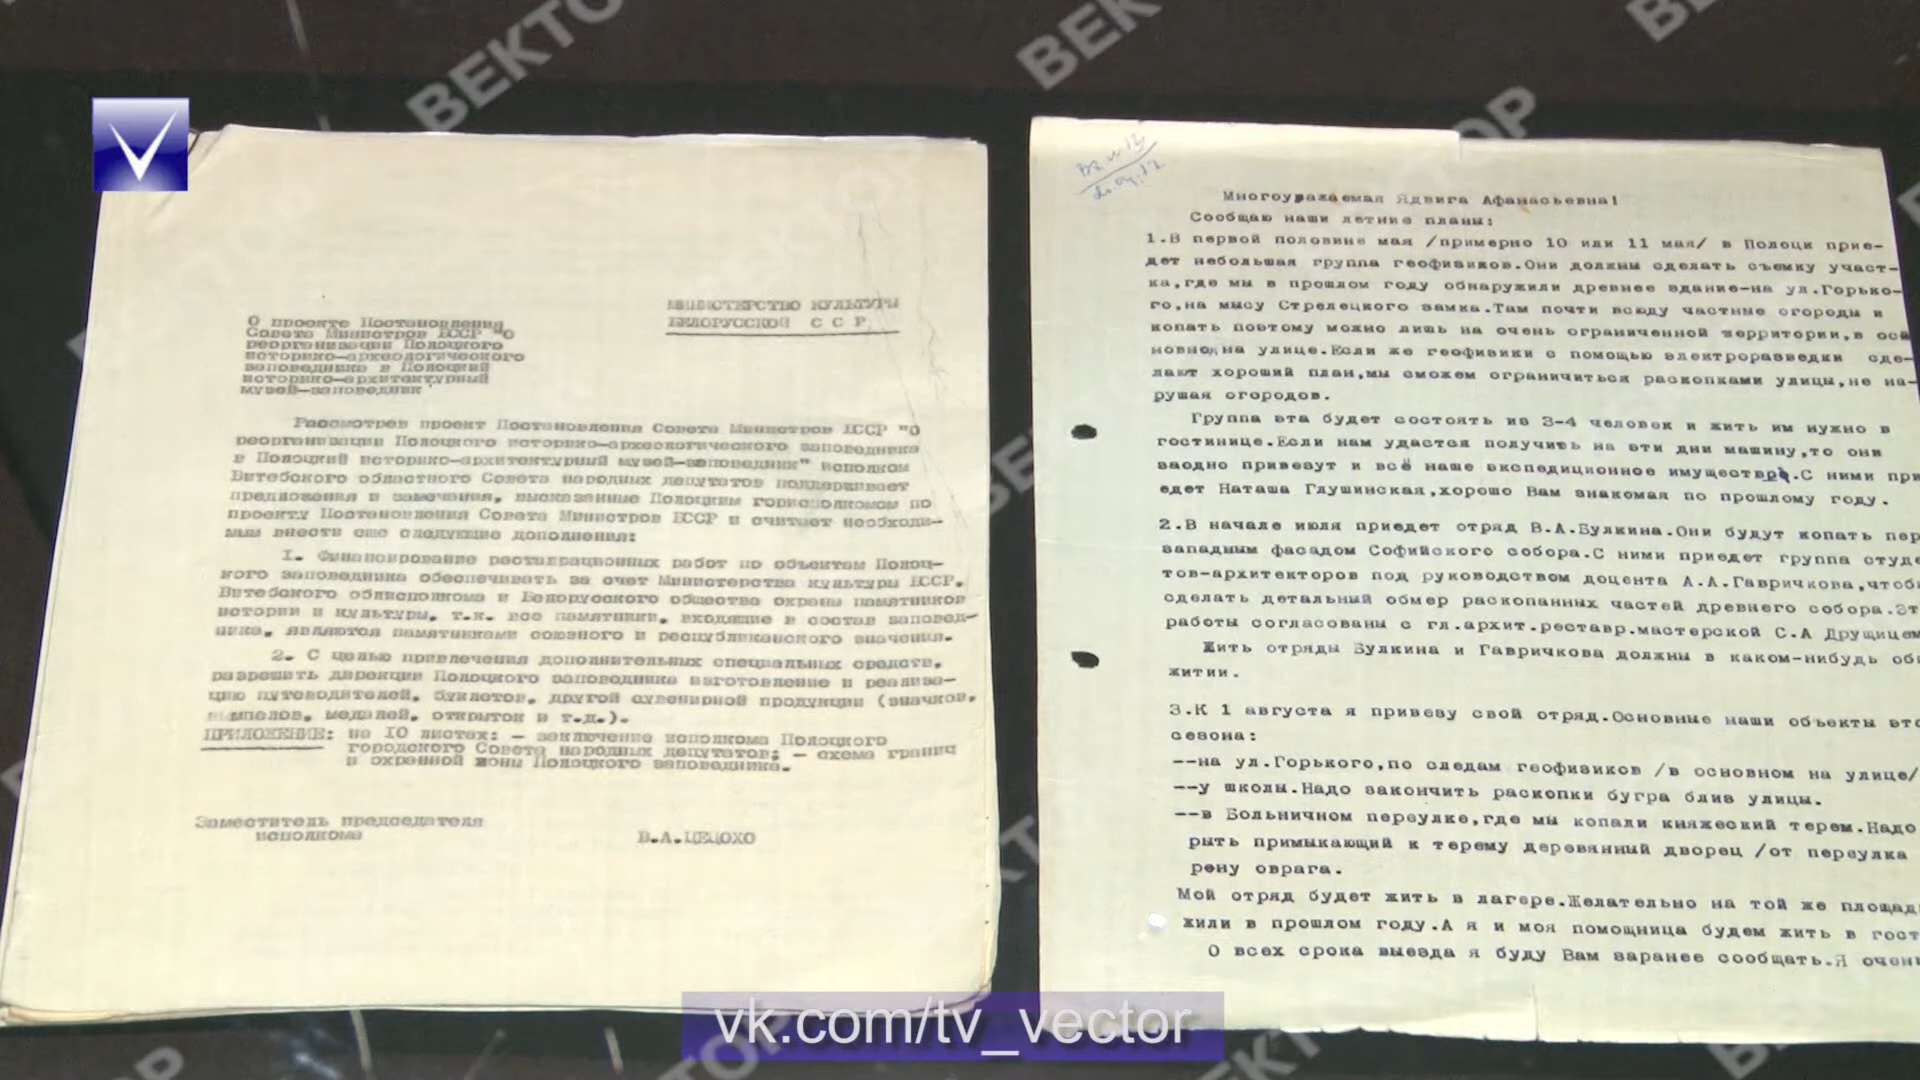 МИНИСТЕРСТВО КУЛЬТУРЫ
БЕЛОРУССКОЙ С С Р
О проекте Постановления
Совета Министров БССР "О
реорганизации Полоцкого
историко-археологического
заповедника в Полоцкий
историко-архитектурный
музей-заповедник"
Рассмотрев проект Постановления Совета Министров БССР "О
реорганизации Полоцкого историко-археологического заповедника
в Полоцкий историко-архитектурный музей-заповедник" исполком
Витебского областного Совета народных депутатов поддерживает
предложения и замечания, высказанные Полоцким горисполкомом по
проекту Постановления Совета Министров БССР и считает необходи-
мым внести еще следующие дополнения:
1. Финансирование реставрационных работ по объектам Полоц-
кого заповедника обеспечивать за счет Министерства культуры БССР,
Витебского облисполкома и Белорусского общества охраны памятников
истории и культуры, т.к. все памятники, входящие в состав заповед-
ника, являются памятниками союзного и республиканского значения.
2. С целью привлечения дополнительных специальных средств,
разрешить дирекции Полоцкого заповедника изготовление и реализа-
цию путеводителей, буклетов, другой сувенирной продукции (значков,
вымпелов, медалей, открыток и т.д.).
ПРИЛОЖЕНИЕ: на 10 листах: - заключение исполкома Полоцкого
городского Совета народных депутатов; - схема границ
и охранной зоны Полоцкого заповедника.
Заместитель председателя
исполкома В.А.ЦЕДОХО
Многоуважаемая Ядвига Афанасьевна!
Сообщаю наши летние планы:
1.В первой половине мая /примерно 10 или 11 мая/ в Полоцк прие-
дет небольшая группа геофизиков.Они должны сделать съемку участ-
ка,где мы в прошлом году обнаружили древнее здание-на ул.Горько-
го,на мысу Стрелецкого замка.Там почти всюду частные огороды и
копать поэтому можно лишь на очень ограниченной территории,в ос
новном на улице.Если же геофизики с помощью электроразведки сде-
лают хороший план,мы сможем ограничиться раскопками улицы,не на-
рушая огородов.
Группа эта будет состоять из 3-4 человек и жить им нужно в
гостинице.Если нам удастся получить на эти дни машину,то они
заодно привезут и всё наше экспедиционное имущество.С ними при
едет Наташа Глушинская,хорошо Вам знакомая по прошлому году.
2.В начале июля приедет отряд В.А.Булкина.Они будут копать пер
западным фасадом Софийского собора.С ними приедет группа студе
тов-архитекторов под руководством доцента А.А.Гавричкова,чтобы
сделать детальный обмер раскопанных частей древнего собора.Эт
работы согласованы с гл.архит.реставр.мастерской С.А Друщицем
Жить отряды Булкина и Гавричкова должны в каком-нибудь об
житии.
3.К 1 августа я привезу свой отряд.Основные наши объекты это
сезона:
--на ул.Горького,по следам геофизиков /в основном на улице/
--у школы.Надо закончить раскопки бугра близ улицы.
--в Больничном переулке,где мы копали княжеский терем.Надо
рыть примыкающий к терему деревянный дворец /от переулка
рону оврага.
Мой отряд будет жить в лагере.Желательно на той же площад
жили в прошлом году.А я и моя помощница будем жить в гост
О всех срока выезда я буду Вам заранее сообщать.Я очень
vk.com/tv_vector
ВЕКТОР